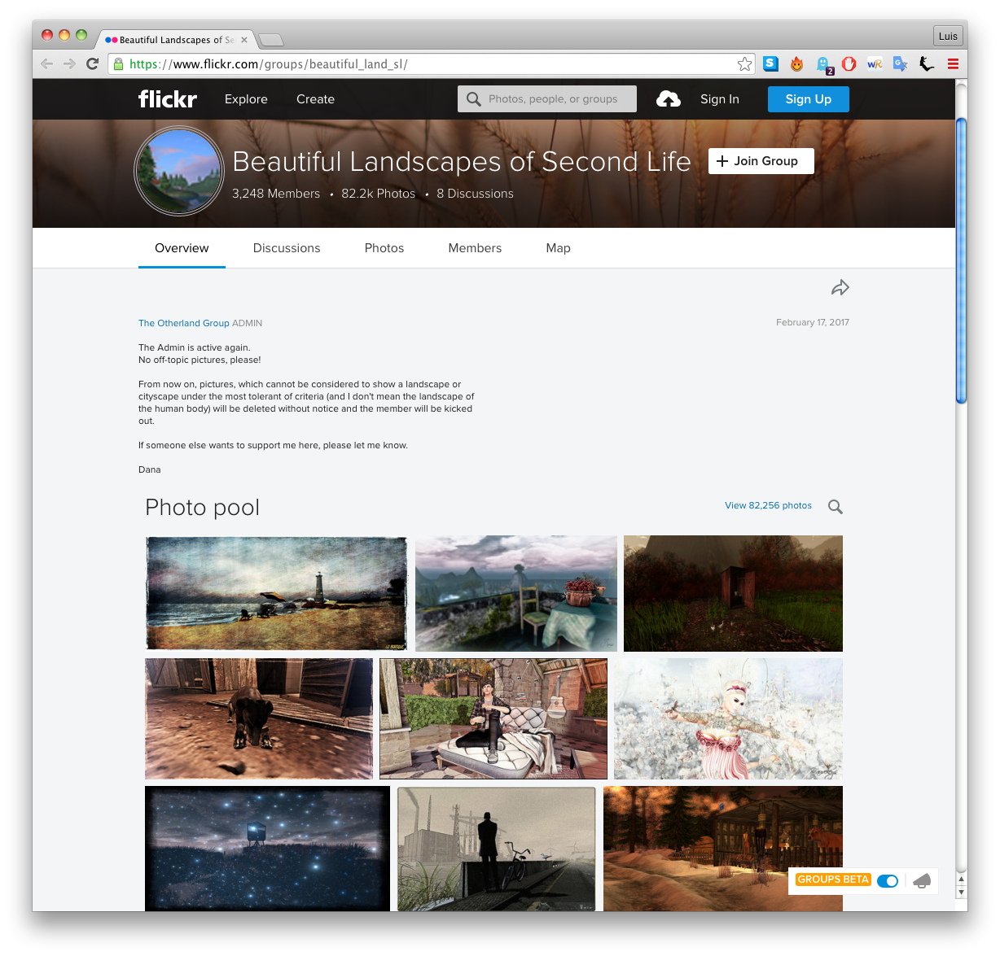 Beautiful Landscapes of Se
Luis
https://www.flickr.com/groups/beautiful_land_sl/
2
flickr
Explore
Create
Photos, people, or groups
Sign In
Sign Up
Beautiful Landscapes of Second Life
+ Join Group
3,248 Members • 82.2k Photos • 8 Discussions
Overview
Discussions
Photos
Members
Map
The Otherland Group ADMIN
February 17, 2017
The Admin is active again.
No off-topic pictures, please!
From now on, pictures, which cannot be considered to show a landscape or
cityscape under the most tolerant of criteria (and I don't mean the landscape of
the human body) will be deleted without notice and the member will be kicked
out.
If someone else wants to support me here, please let me know.
Dana
Photo pool
View 82,256 photos
GROUPS BETA